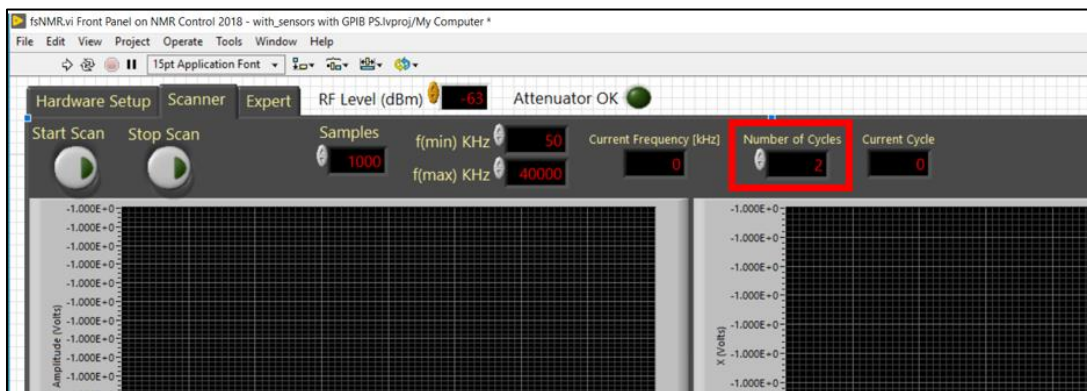 fsNMR.vi Front Panel on NMR Control 2018 - with_sensors with GPIB PS.lvproj/My Computer *
File Edit View Project Operate Tools Window Help
15pt Application Font
Hardware Setup Scanner Expert RF Level (dBm) -63 Attenuator OK
Start Scan Stop Scan Samples 1000
f(min) KHz 50
f(max) KHz 40000
Current Frequency [kHz] 0
Number of Cycles 2
Current Cycle 0
Amplitude (Volts)
-1.000E+0
-1.000E+0
-1.000E+0
-1.000E+0
-1.000E+0
-1.000E+0
-1.000E+0
-1.000E+0
-1.000E+0
-1.000E+0
X (Volts)
-1.000E+0
-1.000E+0
-1.000E+0
-1.000E+0
-1.000E+0
-1.000E+0
-1.000E+0